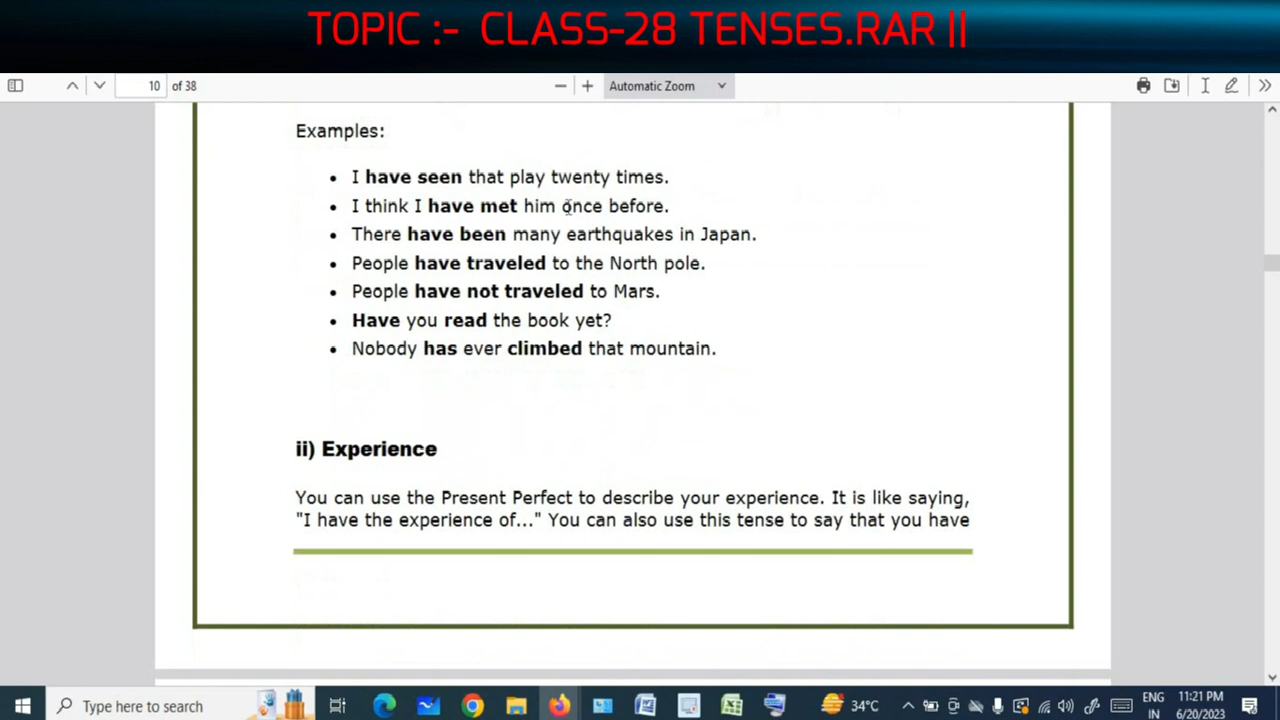 TOPIC :- CLASS-28 TENSES.RAR ||
10 of 38
Automatic Zoom
Examples:
• I have seen that play twenty times.
• I think I have met him once before.
• There have been many earthquakes in Japan.
• People have traveled to the North pole.
• People have not traveled to Mars.
• Have you read the book yet?
• Nobody has ever climbed that mountain.
ii) Experience
You can use the Present Perfect to describe your experience. It is like saying,
"I have the experience of..." You can also use this tense to say that you have
Type here to search
34°C
ENG
IN
11:21 PM
6/20/2023